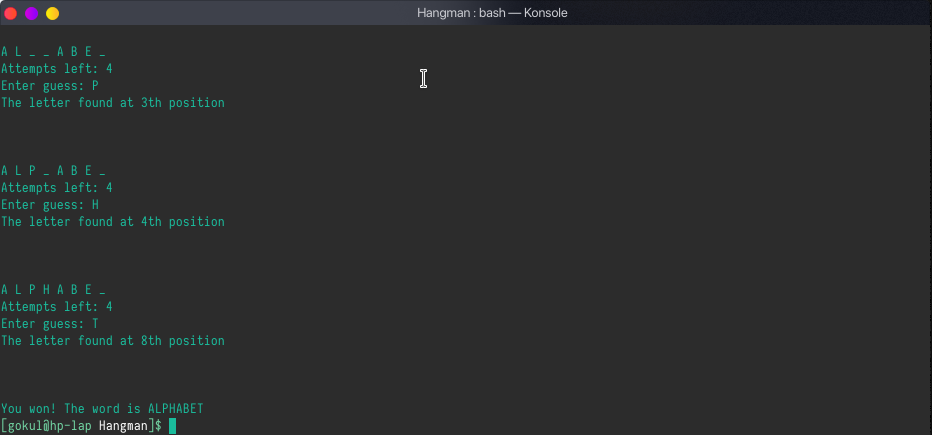 Hangman : bash — Konsole
A L _ _ A B E _
Attempts left: 4
Enter guess: P
The letter found at 3th position
A L P _ A B E _
Attempts left: 4
Enter guess: H
The letter found at 4th position
A L P H A B E _
Attempts left: 4
Enter guess: T
The letter found at 8th position
You won! The word is ALPHABET
[gokul@hp-lap Hangman]$